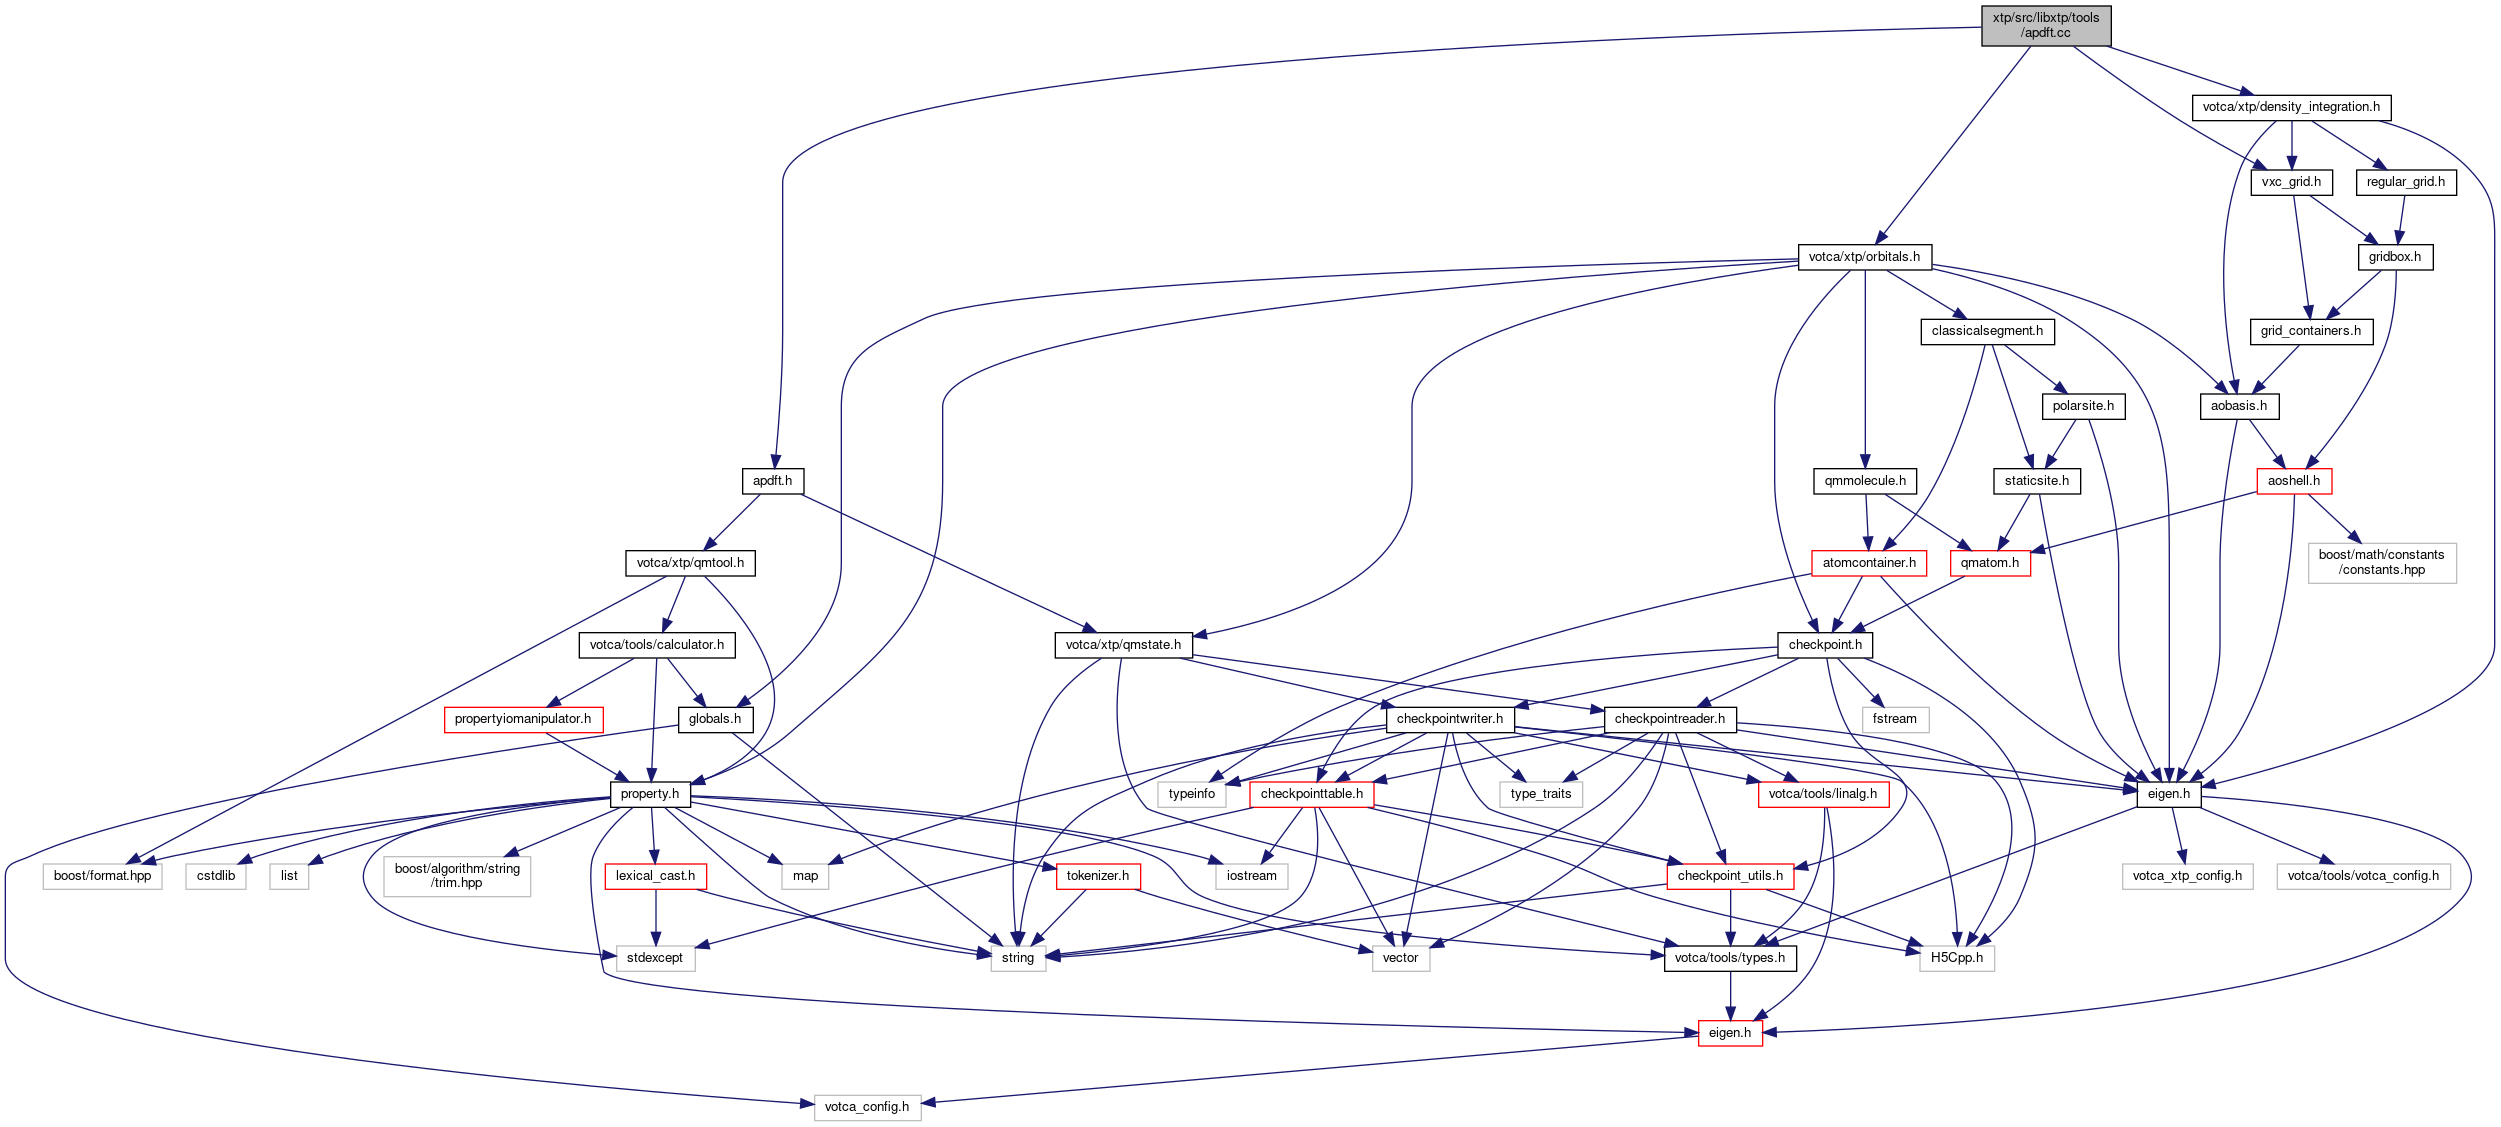 xtp/src/libxtp/tools
/apdft.cc
votca/xtp/density_integration.h
vxc_grid.h
regular_grid.h
votca/xtp/orbitals.h
gridbox.h
classicalsegment.h
grid_containers.h
polarsite.h
aobasis.h
apdft.h
qmmolecule.h
staticsite.h
aoshell.h
votca/xtp/qmtool.h
atomcontainer.h
qmatom.h
boost/math/constants
/constants.hpp
votca/tools/calculator.h
votca/xtp/qmstate.h
checkpoint.h
propertyiomanipulator.h
globals.h
checkpointwriter.h
checkpointreader.h
fstream
property.h
typeinfo
checkpointtable.h
type_traits
votca/tools/linalg.h
eigen.h
boost/format.hpp
cstdlib
list
boost/algorithm/string
/trim.hpp
lexical_cast.h
map
tokenizer.h
iostream
checkpoint_utils.h
votca_xtp_config.h
votca/tools/votca_config.h
stdexcept
string
vector
votca/tools/types.h
H5Cpp.h
eigen.h
votca_config.h